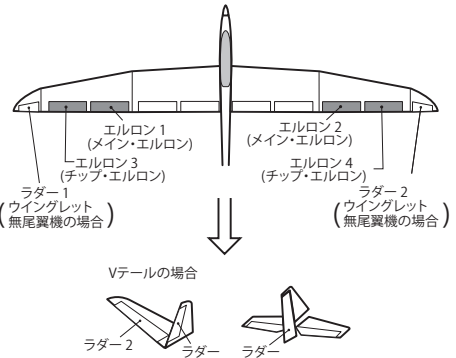 エルロン 1
(メイン・エルロン)
エルロン 2
(メイン・エルロン)
エルロン 3
(チップ・エルロン)
エルロン 4
(チップ・エルロン)
ラダー 1
(ウイングレット
無尾翼機の場合)
ラダー 2
(ウイングレット
無尾翼機の場合)
Vテールの場合
ラダー 2
ラダー
ラダー